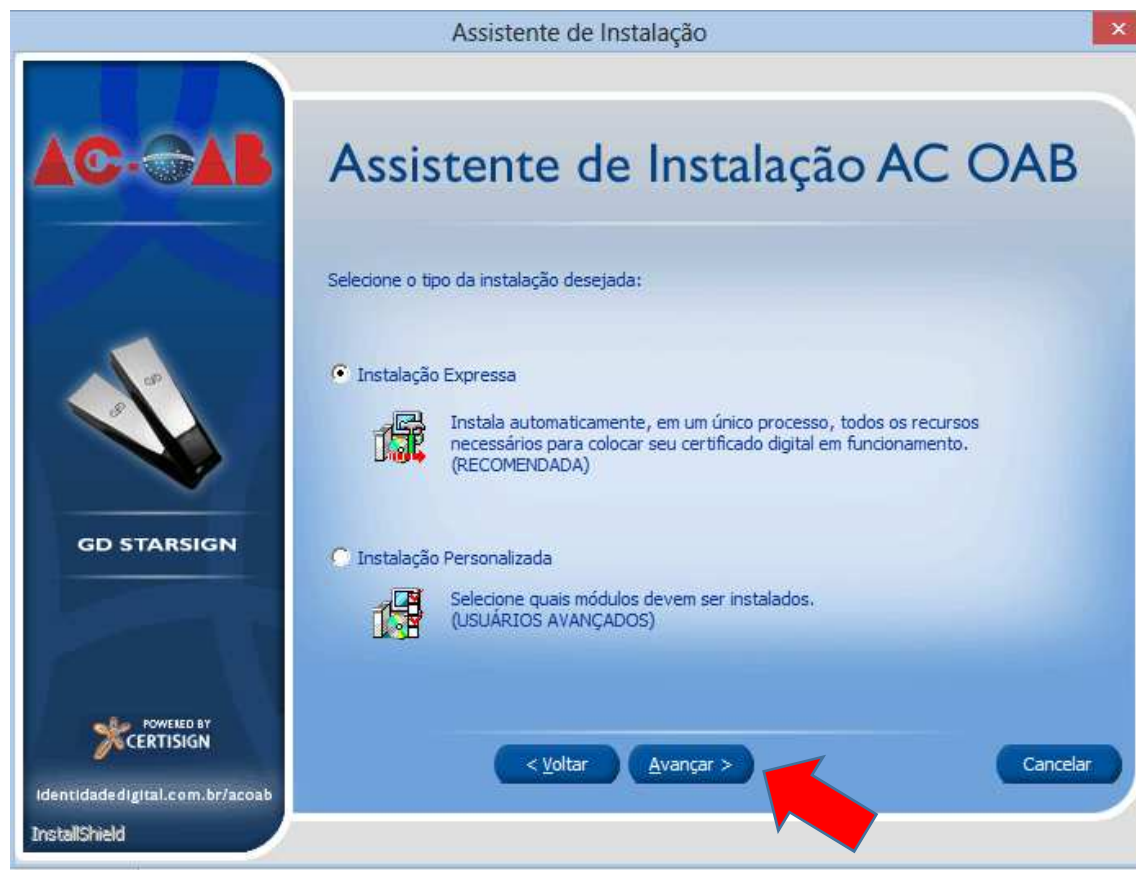 Assistente de Instalação
AC-OAB
Assistente de Instalação AC OAB
Selecione o tipo da instalação desejada:
Instalação Expressa
Instala automaticamente, em um único processo, todos os recursos
necessários para colocar seu certificado digital em funcionamento.
(RECOMENDADA)
GD STARSIGN
Instalação Personalizada
Selecione quais módulos devem ser instalados.
(USUÁRIOS AVANÇADOS)
POWERED BY
CERTISIGN
identidadedigital.com.br/acoab
InstallShield
< Voltar
Avançar >
Cancelar